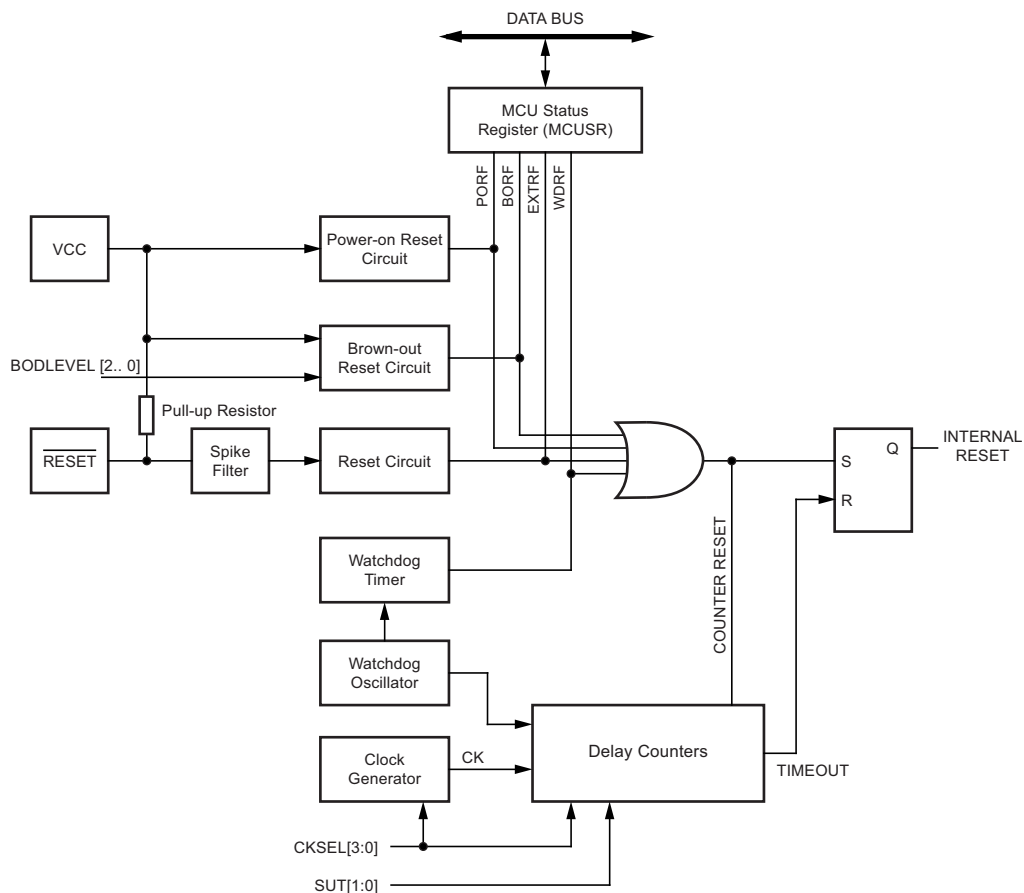 DATA BUS
MCU Status
Register (MCUSR)
PORF
BORF
EXTRF
WDRF
VCC
Power-on Reset
Circuit
Brown-out
Reset Circuit
BODLEVEL [2.. 0]
Pull-up Resistor
RESET
Spike
Filter
Reset Circuit
S
Q
R
INTERNAL
RESET
Watchdog
Timer
COUNTER RESET
Watchdog
Oscillator
Clock
Generator
CK
Delay Counters
TIMEOUT
CKSEL[3:0]
SUT[1:0]